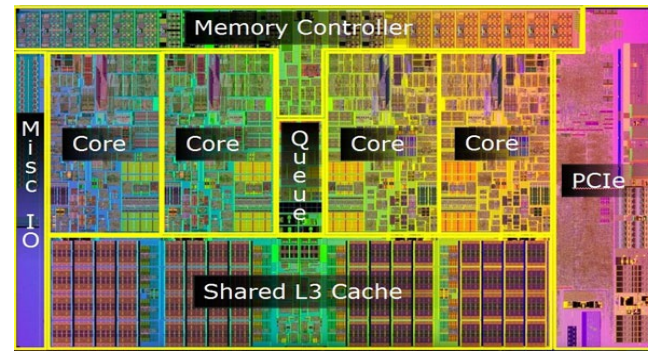 Memory Controller
Misc IO
Core
Core
Queue
Core
Core
PCIe
Shared L3 Cache